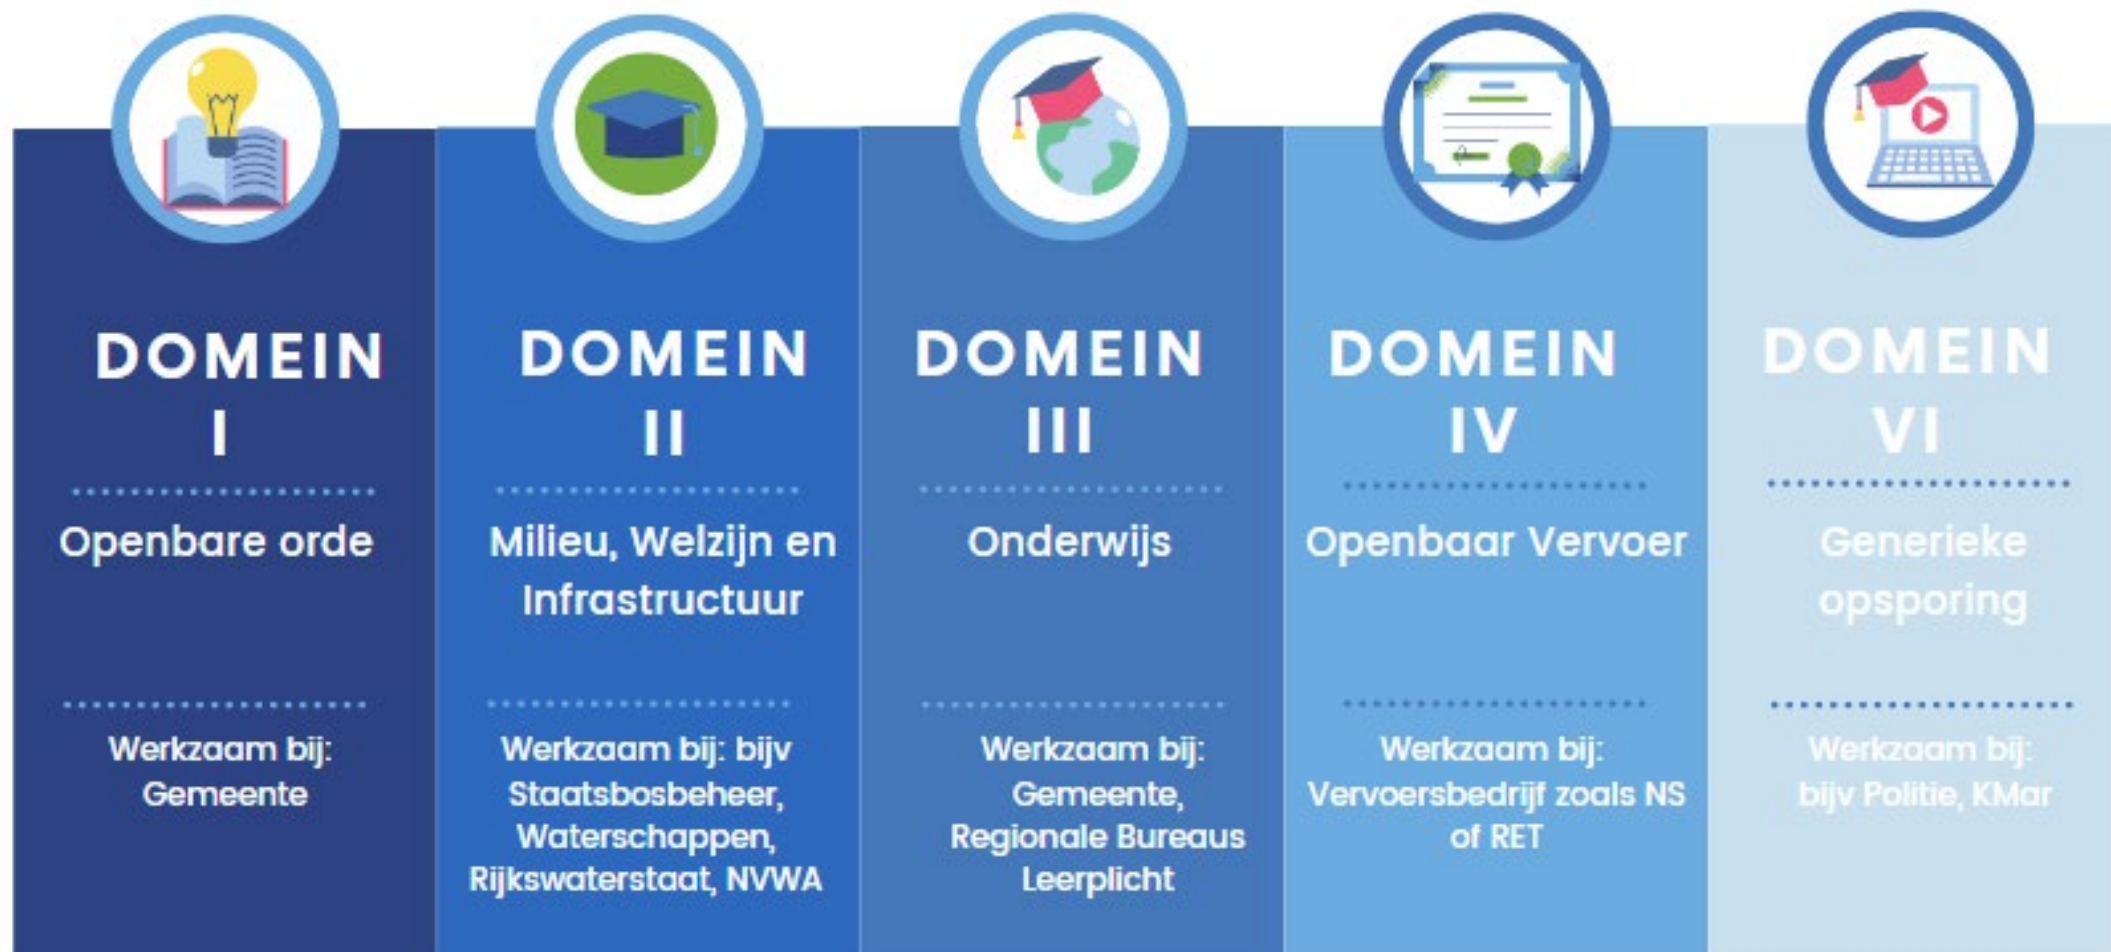 DOMEIN
I
Openbare orde
Werkzaam bij:
Gemeente
DOMEIN
II
Milieu, Welzijn en
Infrastructuur
Werkzaam bij: bijv
Staatsbosbeheer,
Waterschappen,
Rijkswaterstaat, NVWA
DOMEIN
III
Onderwijs
Werkzaam bij:
Gemeente,
Regionale Bureaus
Leerplicht
DOMEIN
IV
Openbaar Vervoer
Werkzaam bij:
Vervoersbedrijf zoals NS
of RET
DOMEIN
VI
Generieke
opsporing
Werkzaam bij:
bijv Politie, KMar